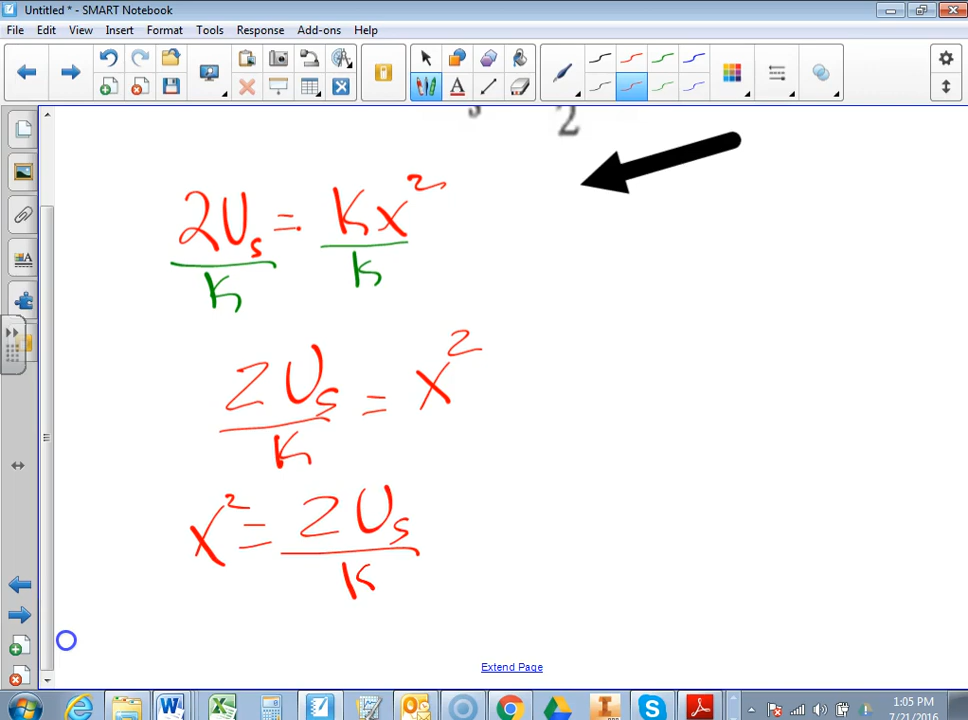 Untitled * - SMART Notebook
File Edit View Insert Format Tools Response Add-ons Help
2
2Us = kx²
k k
2Us = x²
k
x² = 2Us
k
Extend Page
1:05 PM
7/21/2016